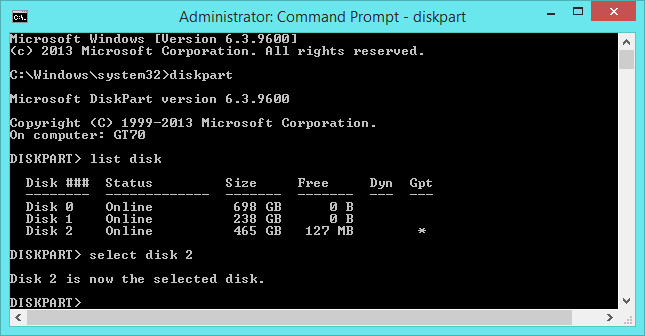 Administrator: Command Prompt - diskpart
Microsoft Windows [Version 6.3.9600]
(c) 2013 Microsoft Corporation. All rights reserved.
C:\Windows\system32>diskpart
Microsoft DiskPart version 6.3.9600
Copyright (C) 1999-2013 Microsoft Corporation.
On computer: GT70
DISKPART> list disk
  Disk ###  Status         Size     Free     Dyn  Gpt
  --------  -------------  -------  -------  ---  ---
  Disk 0    Online          698 GB      0 B
  Disk 1    Online          238 GB      0 B
  Disk 2    Online          465 GB   127 MB        *
DISKPART> select disk 2
Disk 2 is now the selected disk.
DISKPART>